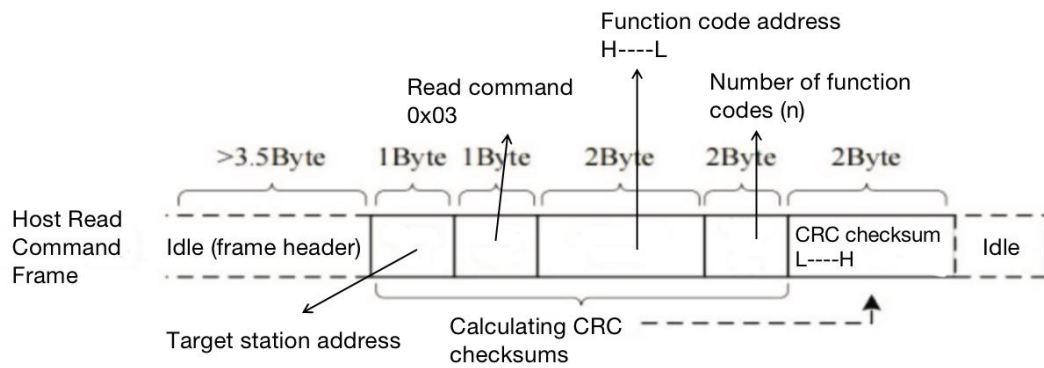 Function code address
H----L
Read command
0x03
Number of function
codes (n)
>3.5Byte
1Byte
1Byte
2Byte
2Byte
2Byte
Host Read
Command
Frame
Idle (frame header)
CRC checksum
L----H
Idle
Target station address
Calculating CRC
checksums